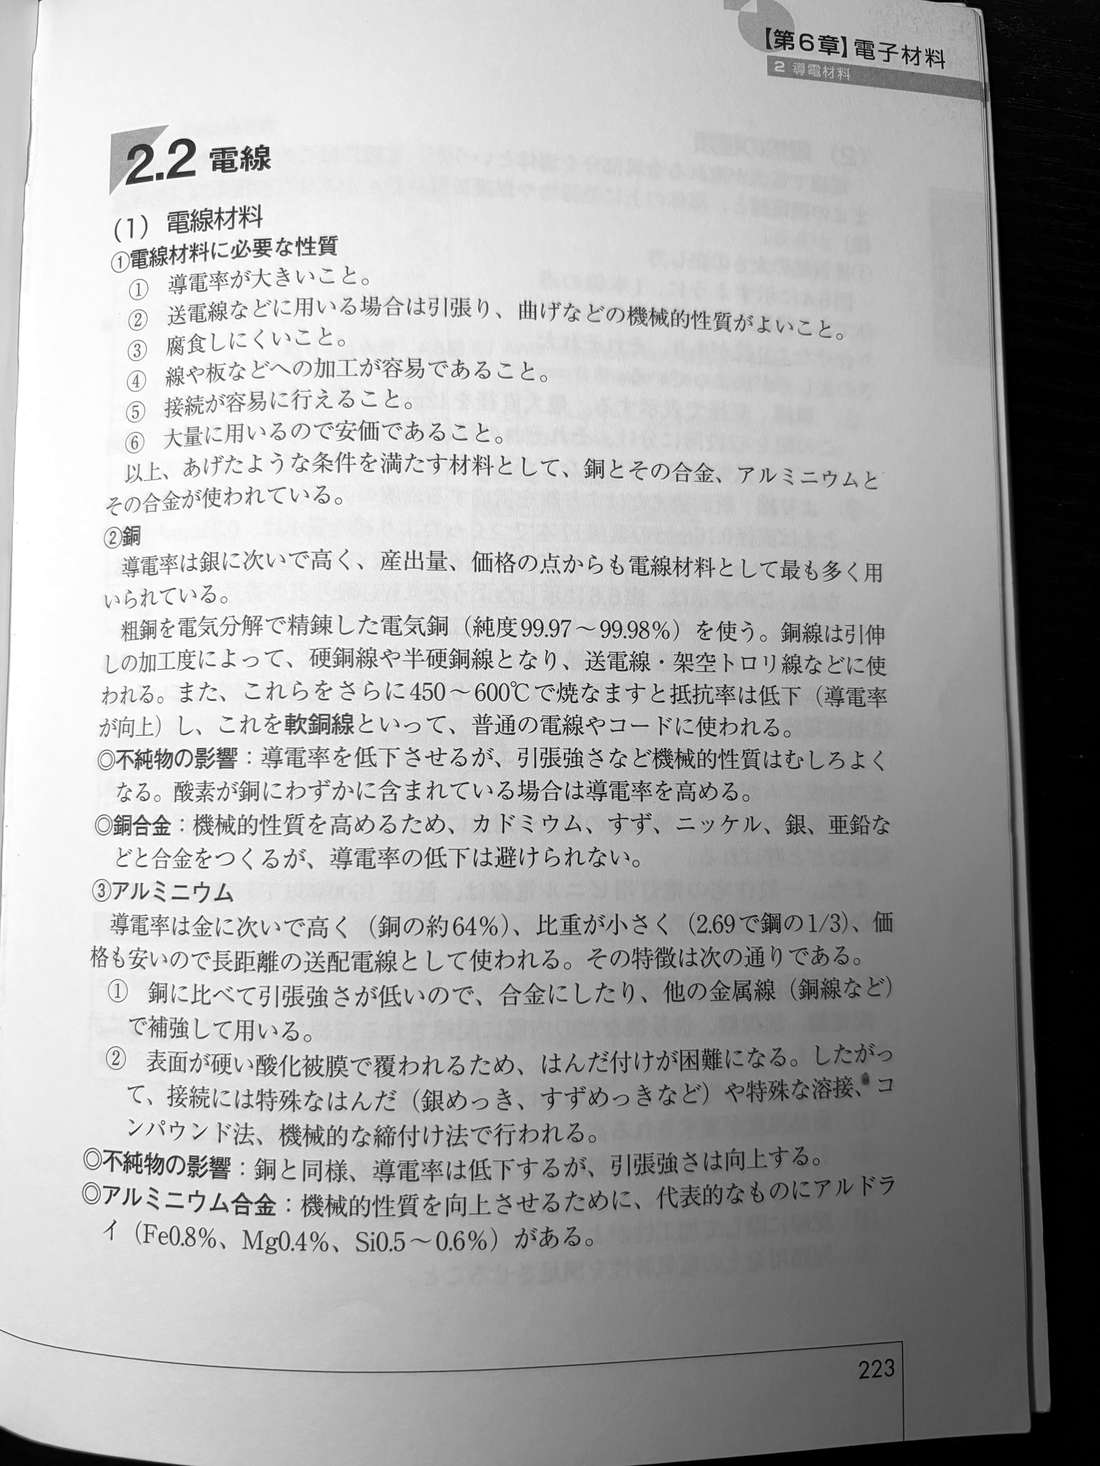 【第6章】電子材料
2 導電材料
2.2 電線
(1) 電線材料
①電線材料に必要な性質
① 導電率が大きいこと。
② 送電線などに用いる場合は引張り、曲げなどの機械的性質がよいこと。
③ 腐食しにくいこと。
④ 線や板などへの加工が容易であること。
⑤ 接続が容易に行えること。
⑥ 大量に用いるので安価であること。
以上、あげたような条件を満たす材料として、銅とその合金、アルミニウムと
その合金が使われている。
②銅
導電率は銀に次いで高く、産出量、価格の点からも電線材料として最も多く用
いられている。
粗銅を電気分解で精錬した電気銅（純度99.97～99.98%）を使う。銅線は引伸
しの加工度によって、硬銅線や半硬銅線となり、送電線・架空トロリ線などに使
われる。また、これらをさらに450～600℃で焼なますと抵抗率は低下（導電率
が向上）し、これを軟銅線といって、普通の電線やコードに使われる。
◎不純物の影響：導電率を低下させるが、引張強さなど機械的性質はむしろよく
なる。酸素が銅にわずかに含まれている場合は導電率を高める。
◎銅合金：機械的性質を高めるため、カドミウム、すず、ニッケル、銀、亜鉛な
どと合金をつくるが、導電率の低下は避けられない。
③アルミニウム
導電率は金に次いで高く（銅の約64%）、比重が小さく（2.69で鋼の1/3）、価
格も安いので長距離の送配電線として使われる。その特徴は次の通りである。
① 銅に比べて引張強さが低いので、合金にしたり、他の金属線（鋼線など）
で補強して用いる。
② 表面が硬い酸化被膜で覆われるため、はんだ付けが困難になる。したがっ
て、接続には特殊なはんだ（銀めっき、すずめっきなど）や特殊な溶接、コ
ンパウンド法、機械的な締付け法で行われる。
◎不純物の影響：銅と同様、導電率は低下するが、引張強さは向上する。
◎アルミニウム合金：機械的性質を向上させるために、代表的なものにアルドラ
イ（Fe0.8%、Mg0.4%、Si0.5～0.6%）がある。
223